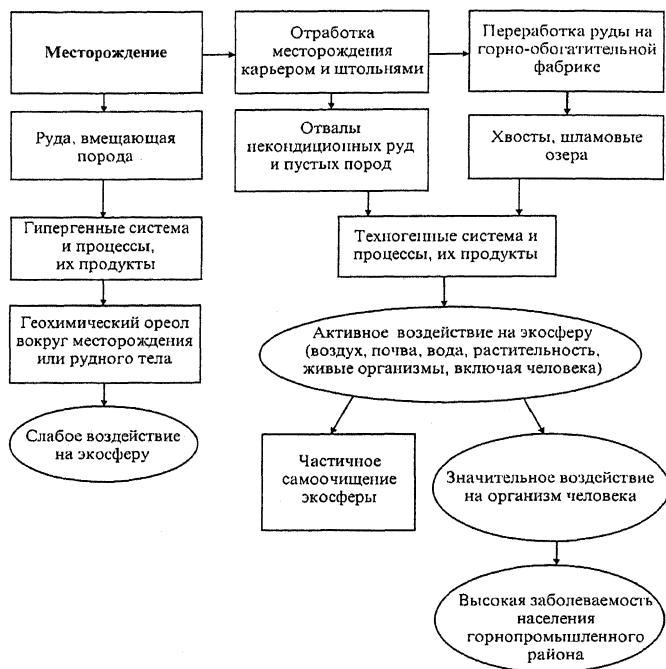 Месторождение
Отработка
месторождения
карьером и штольнями
Переработка руды на
горно-обогатительной
фабрике
Руда, вмещающая
порода
Отвалы
некондиционных руд
и пустых пород
Хвосты, шламовые
озера
Гипергенные система
и процессы,
их продукты
Техногенные система и
процессы, их продукты
Геохимический ореол
вокруг месторождения
или рудного тела
Активное воздействие на экосферу
(воздух, почва, вода, растительность,
живые организмы, включая человека)
Слабое воздействие
на экосферу
Частичное
самоочищение
экосферы
Значительное воздействие
на организм человека
Высокая заболеваемость
населения
горнопромышленного
района